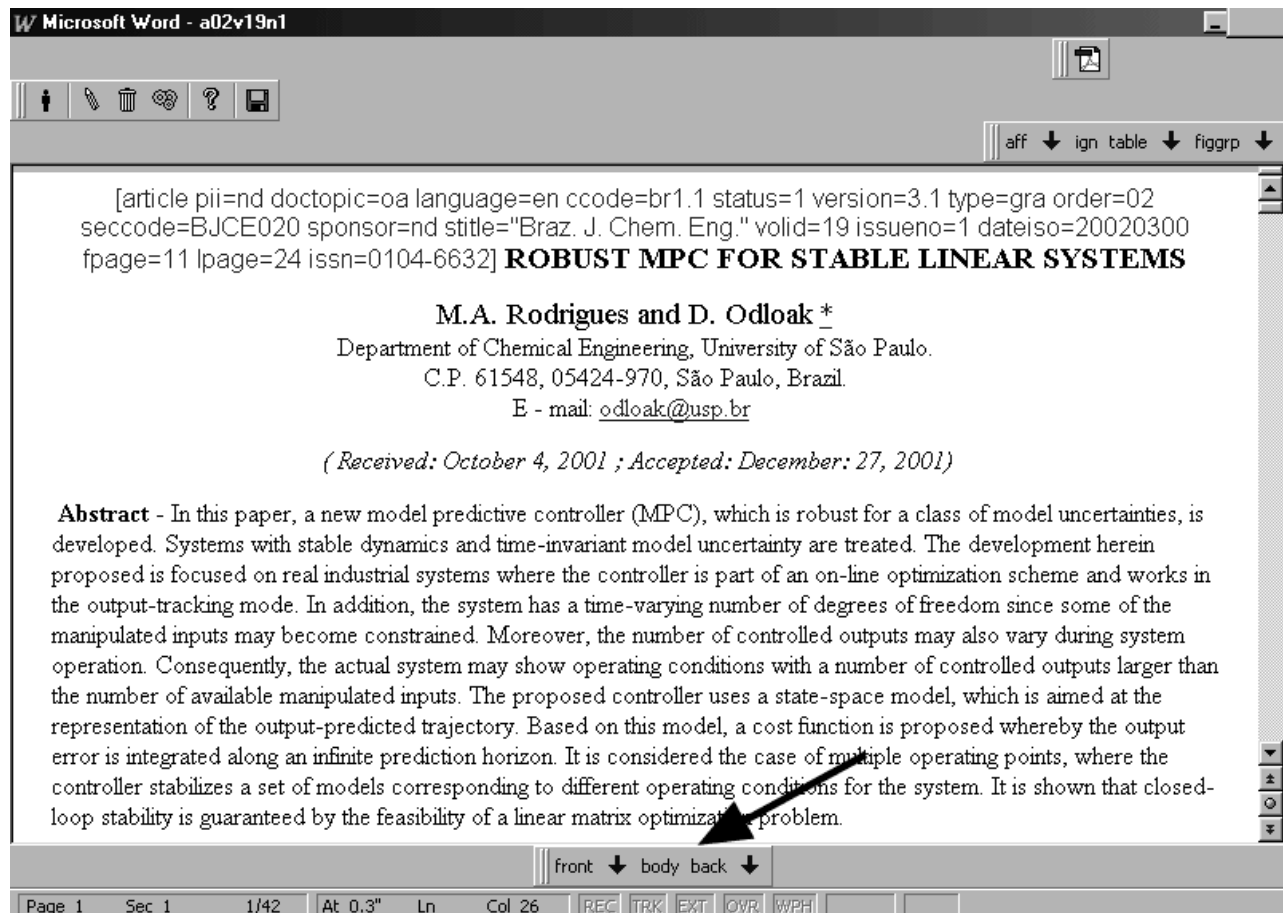 Microsoft Word - a02v19n1
aff ign table figgrp
[article pii=nd doctopic=oa language=en ccode=br1.1 status=1 version=3.1 type=gra order=02
seccode=BJCE020 sponsor=nd stitle="Braz. J. Chem. Eng." volid=19 issueno=1 dateiso=20020300
fpage=11 lpage=24 issn=0104-6632] ROBUST MPC FOR STABLE LINEAR SYSTEMS
M.A. Rodrigues and D. Odloak *
Department of Chemical Engineering, University of São Paulo.
C.P. 61548, 05424-970, São Paulo, Brazil.
E - mail: odloak@usp.br
( Received: October 4, 2001 ; Accepted: December: 27, 2001)
Abstract - In this paper, a new model predictive controller (MPC), which is robust for a class of model uncertainties, is
developed. Systems with stable dynamics and time-invariant model uncertainty are treated. The development herein
proposed is focused on real industrial systems where the controller is part of an on-line optimization scheme and works in
the output-tracking mode. In addition, the system has a time-varying number of degrees of freedom since some of the
manipulated inputs may become constrained. Moreover, the number of controlled outputs may also vary during system
operation. Consequently, the actual system may show operating conditions with a number of controlled outputs larger than
the number of available manipulated inputs. The proposed controller uses a state-space model, which is aimed at the
representation of the output-predicted trajectory. Based on this model, a cost function is proposed whereby the output
error is integrated along an infinite prediction horizon. It is considered the case of multiple operating points, where the
controller stabilizes a set of models corresponding to different operating conditions for the system. It is shown that closed-
loop stability is guaranteed by the feasibility of a linear matrix optimization problem.
front body back
Page 1 Sec 1 1/42 At 0.3" Ln Col 26 REC TRK EXT OVR WPH